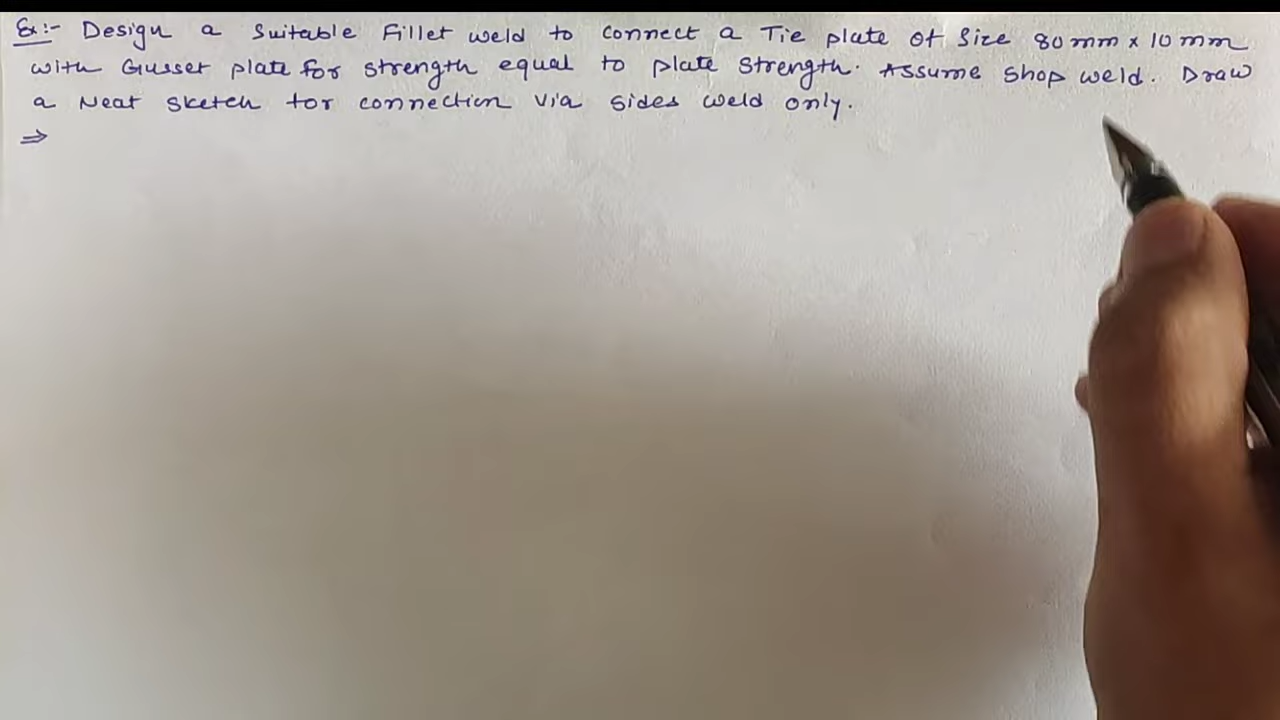 Ex:- Design a Suitable Fillet weld to connect a Tie plate of Size 80mm x 10mm
with Gusset plate for strength equal to plate strength. Assume shop weld. Draw
a Neat Sketch for connection via sides weld only.
⇒